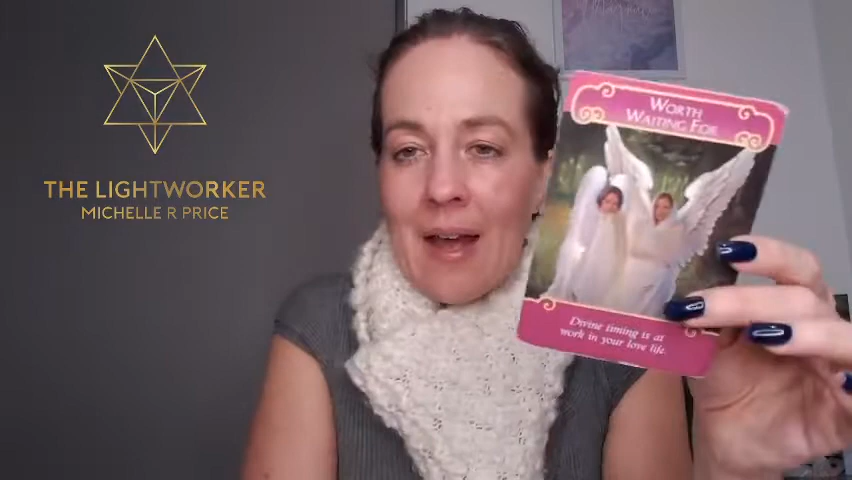 THE LIGHTWORKER
MICHELLE R PRICE
WORTH
WAITING FOR
Divine timing is at
work in your love life.